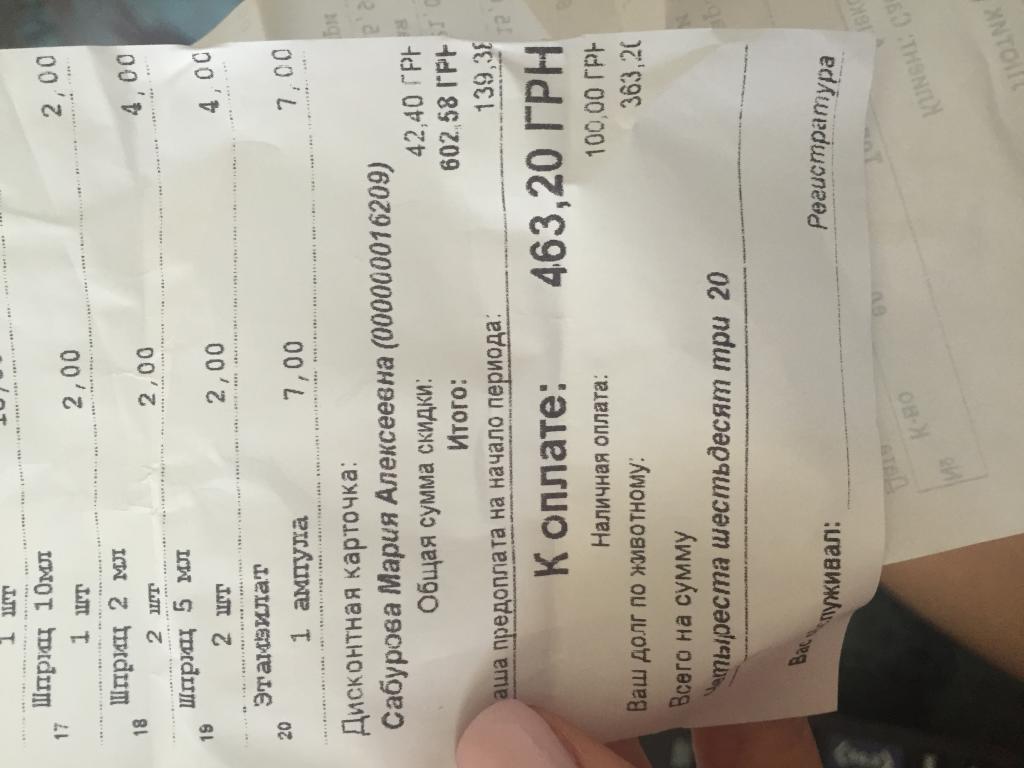 1 шт
17 Шприц 10мл
1 шт 2,00 2,00
18 Шприц 2 мл
2 шт 2,00 4,00
19 Шприц 5 мл
2 шт 2,00 4,00
20 Этамзилат
1 ампула 7,00 7,00
Дисконтная карточка:
Сабурова Мария Алексеевна (0000000016209)
Общая сумма скидки: 42,40 ГРН
Итого: 602,58 ГРН
аша предоплата на начало периода: 139,38
К оплате: 463,20 ГРН
Наличная оплата: 100,00 ГРН
Ваш долг по животному: 363,20
Всего на сумму
Четыреста шестьдесят три 20
служивал: Регистратура
К-во